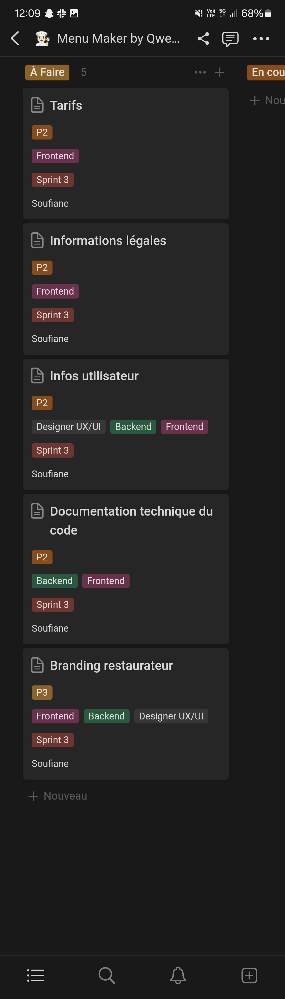 12:09
Vo)) LTE 5G 68%
Menu Maker by Qwe...
À Faire 5
En cou
Nou
Tarifs
P2
Frontend
Sprint 3
Soufiane
Informations légales
P2
Frontend
Sprint 3
Soufiane
Infos utilisateur
P2
Designer UX/UI Backend Frontend
Sprint 3
Soufiane
Documentation technique du
code
P2
Backend Frontend
Sprint 3
Soufiane
Branding restaurateur
P3
Frontend Backend Designer UX/UI
Sprint 3
Soufiane
Nouveau